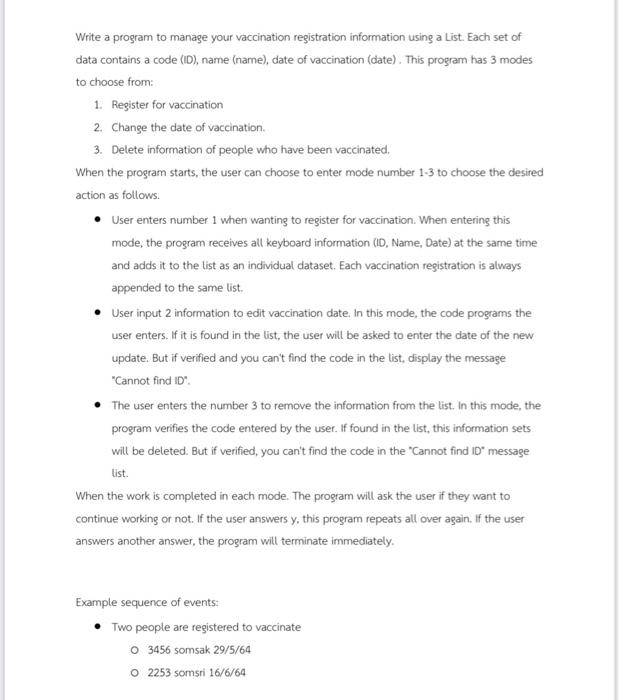 Write a program to manage your vaccination registration information using a List. Each set of
data contains a code (ID), name (name), date of vaccination (date) . This program has 3 modes
to choose from:
1. Register for vaccination
2. Change the date of vaccination.
3. Delete information of people who have been vaccinated.
When the program starts, the user can choose to enter mode number 1-3 to choose the desired
action as follows.
• User enters number 1 when wanting to register for vaccination. When entering this
mode, the program receives all keyboard information (ID, Name, Date) at the same time
and adds it to the list as an individual dataset. Each vaccination registration is always
appended to the same list.
• User input 2 information to edit vaccination date. In this mode, the code programs the
user enters. If it is found in the list, the user will be asked to enter the date of the new
update. But if verified and you can't find the code in the list, display the message
"Cannot find ID".
• The user enters the number 3 to remove the information from the list. In this mode, the
program verifies the code entered by the user. If found in the list, this information sets
will be deleted. But if verified, you can't find the code in the "Cannot find ID" message
list.
When the work is completed in each mode. The program will ask the user if they want to
continue working or not. If the user answers y, this program repeats all over again. If the user
answers another answer, the program will terminate immediately.
Example sequence of events:
• Two people are registered to vaccinate
o 3456 somsak 29/5/64
o 2253 somsri 16/6/64